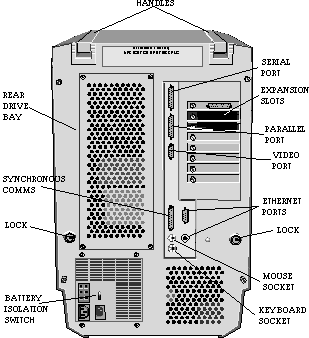 HANDLES
SERIAL
PORT
REAR
DRIVE
BAY
EXPANSION
SLOTS
PARALLEL
PORT
VIDEO
PORT
SYNCHRONOUS
COMMS
ETHERNET
PORTS
LOCK
LOCK
BATTERY
ISOLATION
SWITCH
MOUSE
SOCKET
KEYBOARD
SOCKET